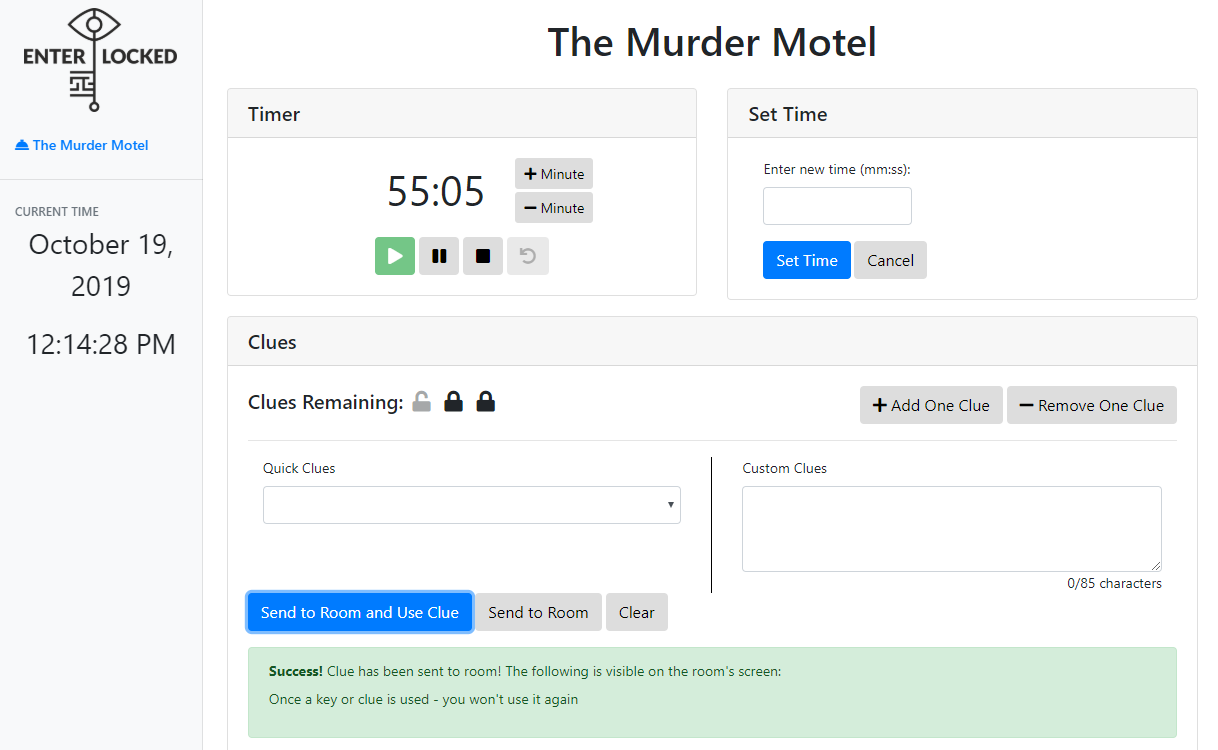 ENTER LOCKED
The Murder Motel
CURRENT TIME
October 19,
2019
12:14:28 PM
The Murder Motel
Timer
55:05
Minute
Minute
Set Time
Enter new time (mm:ss):
Set Time Cancel
Clues
Clues Remaining:
Add One Clue Remove One Clue
Quick Clues
Custom Clues
0/85 characters
Send to Room and Use Clue Send to Room Clear
Success! Clue has been sent to room! The following is visible on the room's screen:
Once a key or clue is used - you won't use it again